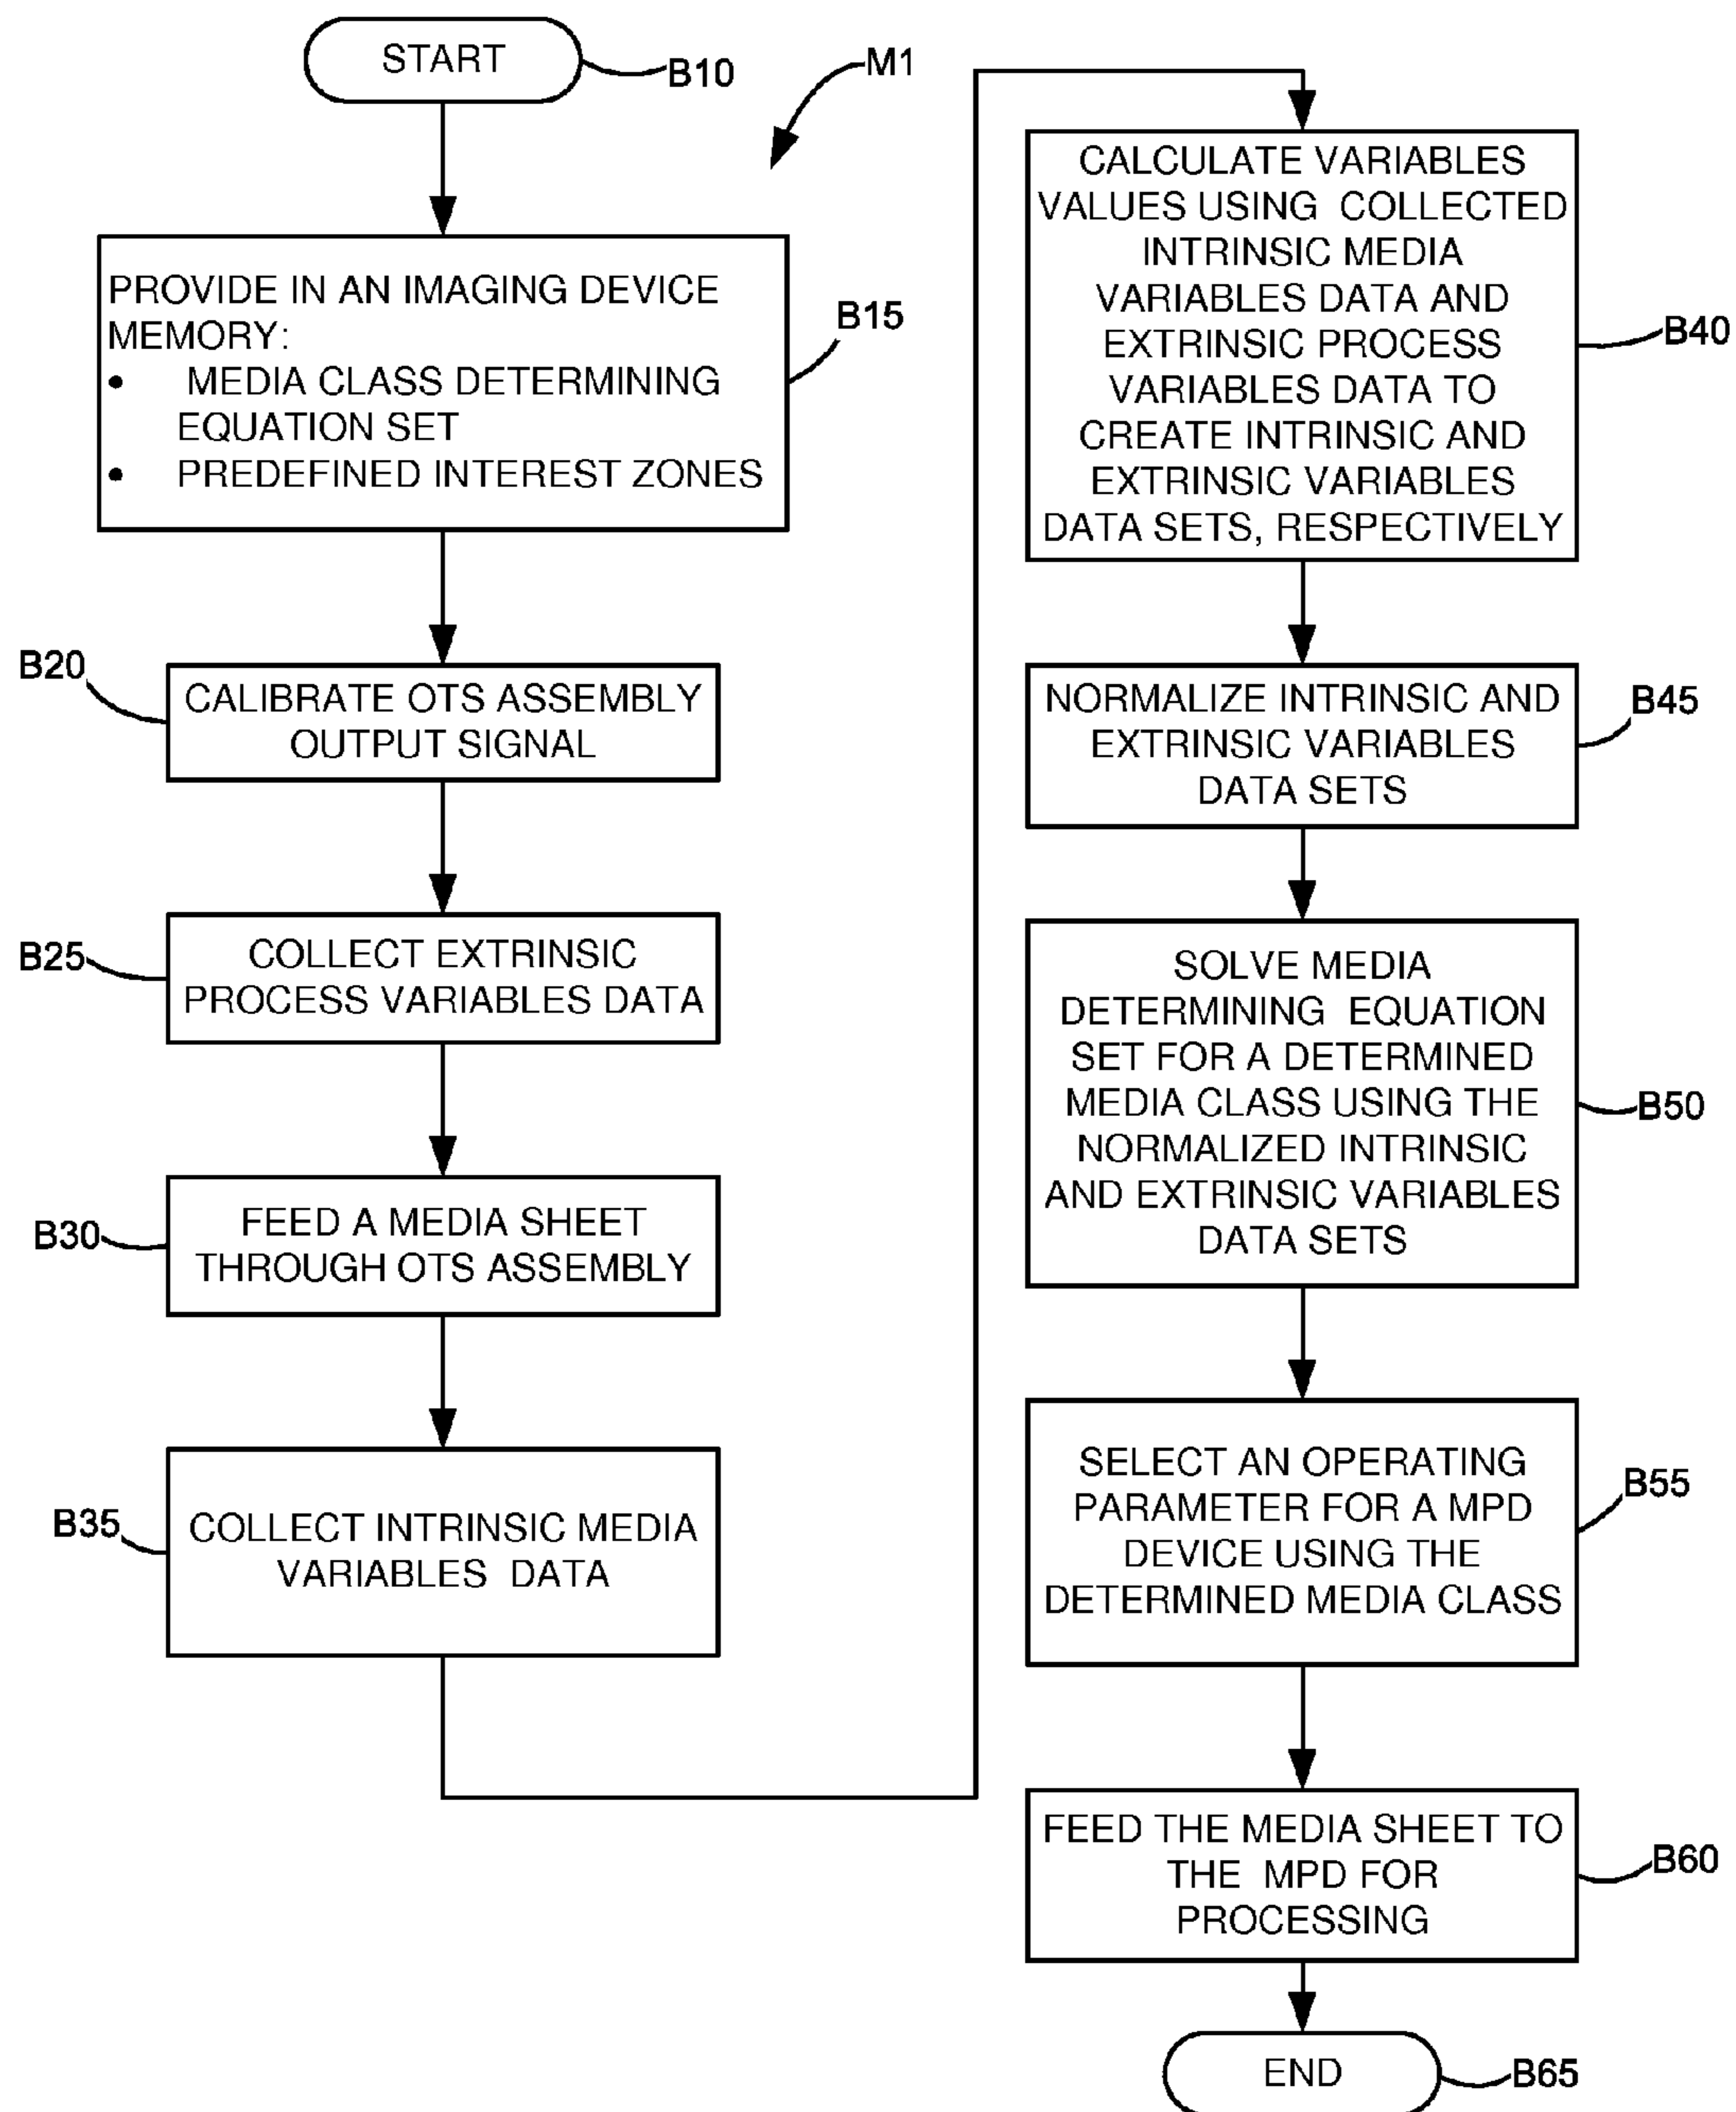 START
B10
M1
PROVIDE IN AN IMAGING DEVICE
MEMORY:
• MEDIA CLASS DETERMINING
EQUATION SET
• PREDEFINED INTEREST ZONES
B15
B20
CALIBRATE OTS ASSEMBLY
OUTPUT SIGNAL
B25
COLLECT EXTRINSIC
PROCESS VARIABLES DATA
B30
FEED A MEDIA SHEET
THROUGH OTS ASSEMBLY
B35
COLLECT INTRINSIC MEDIA
VARIABLES DATA
CALCULATE VARIABLES
VALUES USING COLLECTED
INTRINSIC MEDIA
VARIABLES DATA AND
EXTRINSIC PROCESS
VARIABLES DATA TO
CREATE INTRINSIC AND
EXTRINSIC VARIABLES
DATA SETS, RESPECTIVELY
B40
NORMALIZE INTRINSIC AND
EXTRINSIC VARIABLES
DATA SETS
B45
SOLVE MEDIA
DETERMINING EQUATION
SET FOR A DETERMINED
MEDIA CLASS USING THE
NORMALIZED INTRINSIC
AND EXTRINSIC VARIABLES
DATA SETS
B50
SELECT AN OPERATING
PARAMETER FOR A MPD
DEVICE USING THE
DETERMINED MEDIA CLASS
B55
FEED THE MEDIA SHEET TO
THE MPD FOR
PROCESSING
B60
END
B65